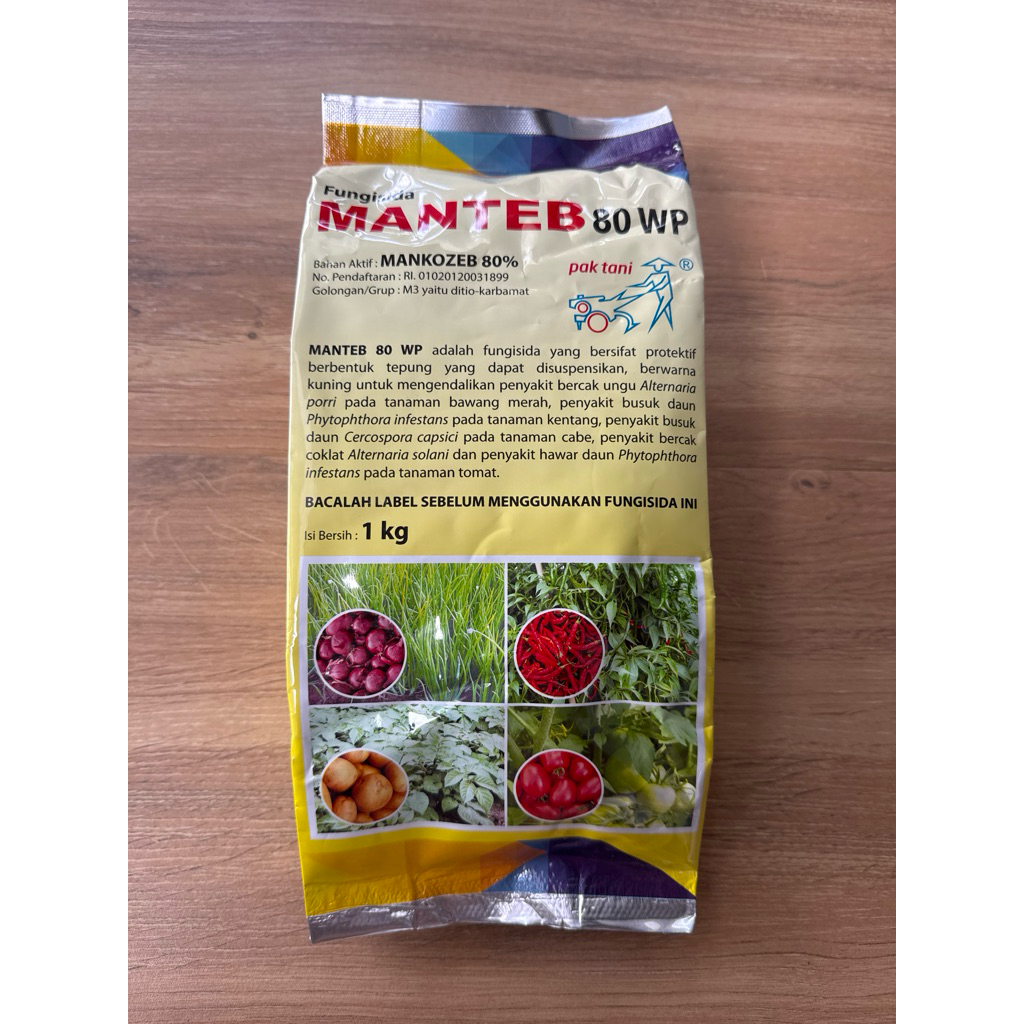 Fungisida
MANTEB 80 WP
Bahan Aktif : MANKOZEB 80%
No. Pendaftaran : RI. 01020120031899
Golongan/Grup : M3 yaitu ditio-karbamat
pak tani ®
MANTEB 80 WP adalah fungisida yang bersifat protektif
berbentuk tepung yang dapat disuspensikan, berwarna
kuning untuk mengendalikan penyakit bercak ungu Alternaria
porri pada tanaman bawang merah, penyakit busuk daun
Phytophthora infestans pada tanaman kentang, penyakit busuk
daun Cercospora capsici pada tanaman cabe, penyakit bercak
coklat Alternaria solani dan penyakit hawar daun Phytophthora
infestans pada tanaman tomat.
BACALAH LABEL SEBELUM MENGGUNAKAN FUNGISIDA INI
Isi Bersih : 1 kg